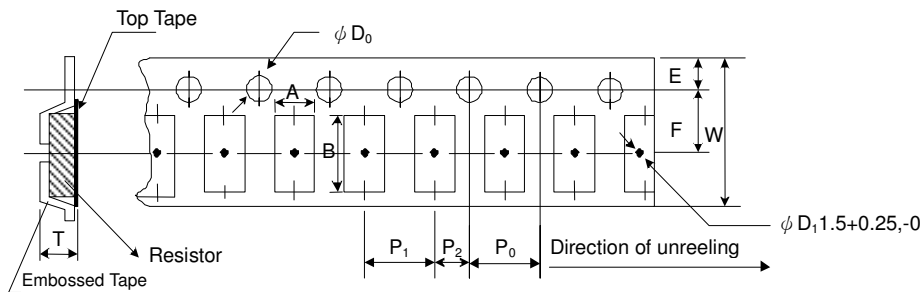 Top Tape
ϕ D₀
A
B
E
F
W
T
Resistor
Embossed Tape
P₁
P₂
P₀
Direction of unreeling
ϕ D₁ 1.5+0.25,-0